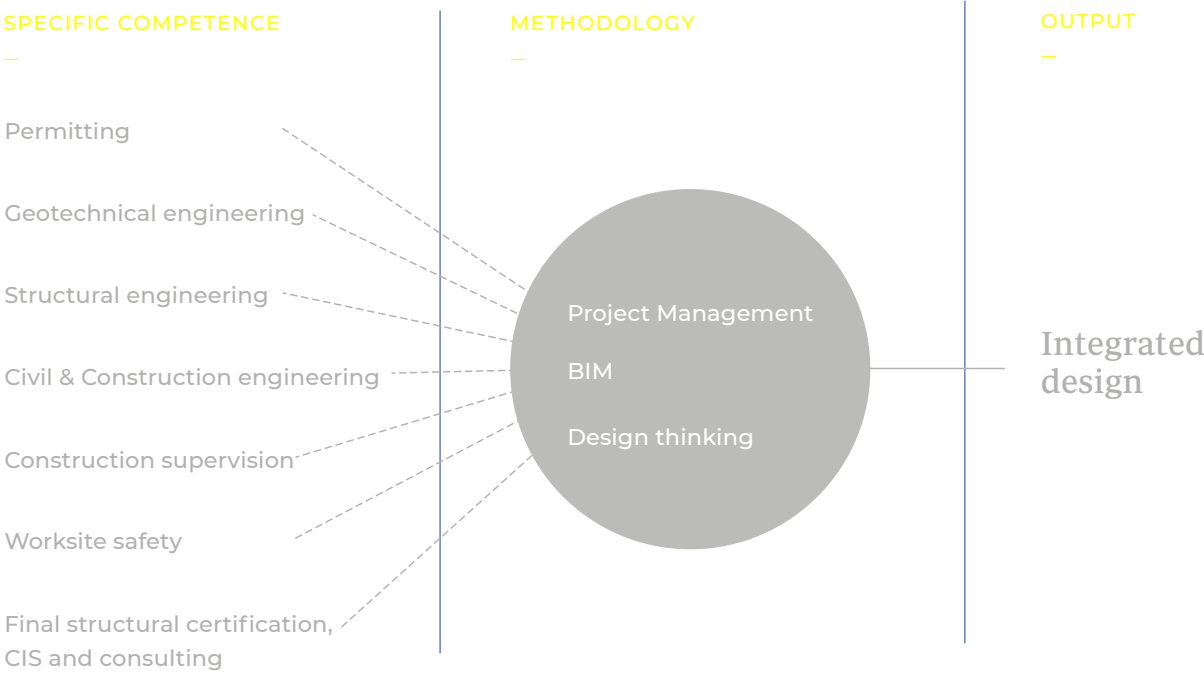 SPECIFIC COMPETENCE
Permitting
Geotechnical engineering
Structural engineering
Civil & Construction engineering
Construction supervision
Worksite safety
Final structural certification,
CIS and consulting
METHODOLOGY
Project Management
BIM
Design thinking
OUTPUT
Integrated
design